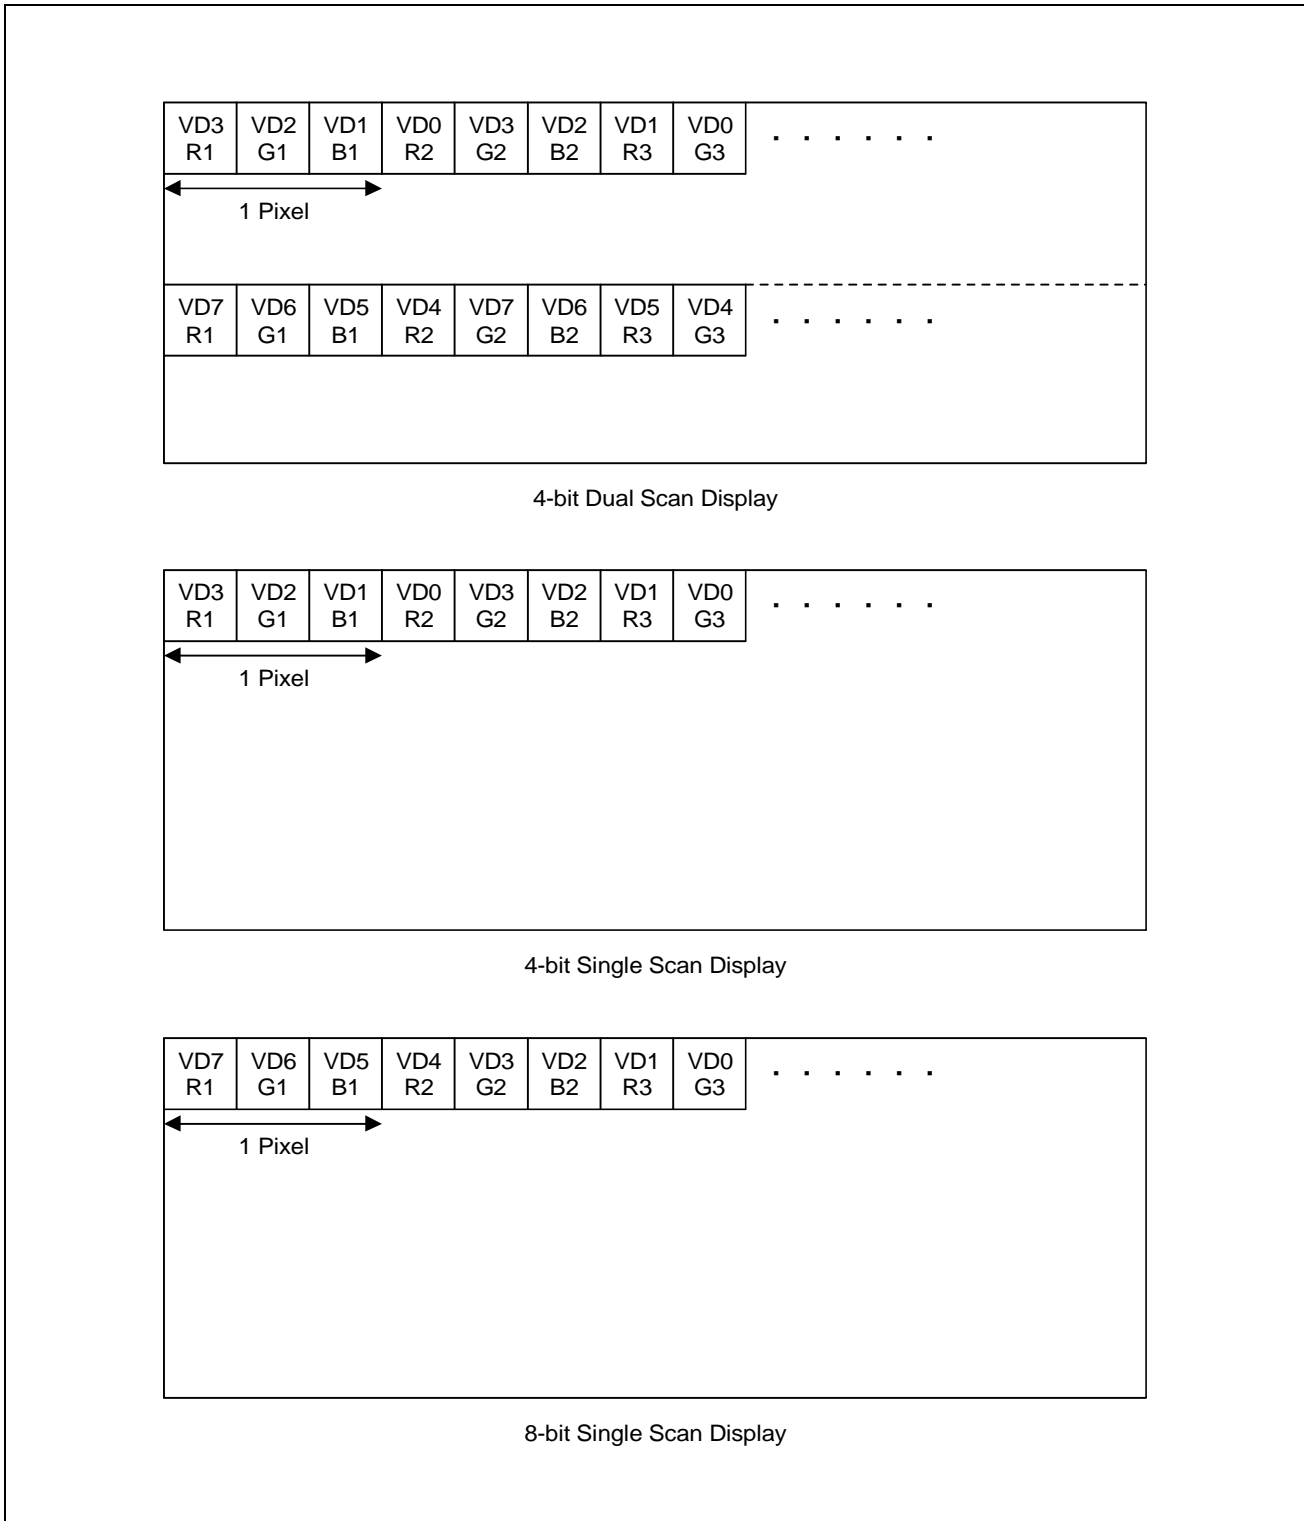 VD3 VD2 VD1 VD0 VD3 VD2 VD1 VD0
R1 G1 B1 R2 G2 B2 R3 G3
1 Pixel
VD7 VD6 VD5 VD4 VD7 VD6 VD5 VD4
R1 G1 B1 R2 G2 B2 R3 G3
4-bit Dual Scan Display
VD3 VD2 VD1 VD0 VD3 VD2 VD1 VD0
R1 G1 B1 R2 G2 B2 R3 G3
1 Pixel
4-bit Single Scan Display
VD7 VD6 VD5 VD4 VD3 VD2 VD1 VD0
R1 G1 B1 R2 G2 B2 R3 G3
1 Pixel
8-bit Single Scan Display